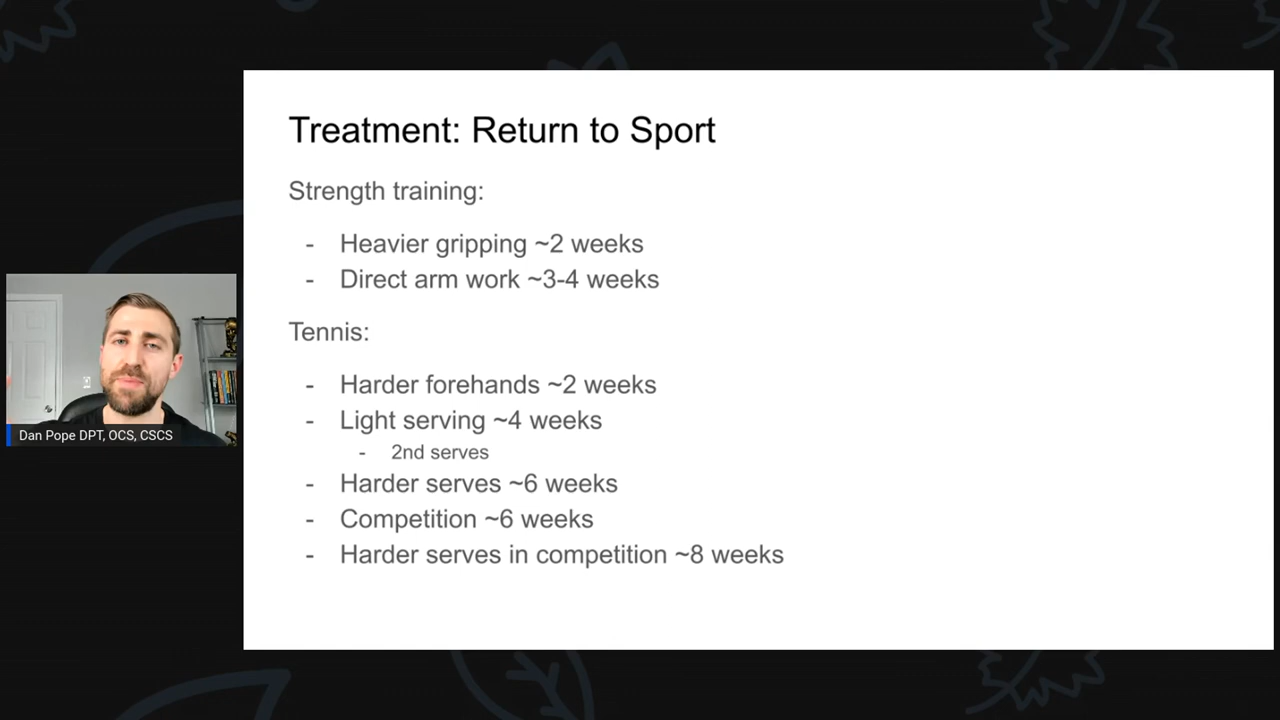 Treatment: Return to Sport
Strength training:
- Heavier gripping ~2 weeks
- Direct arm work ~3-4 weeks
Tennis:
- Harder forehands ~2 weeks
- Light serving ~4 weeks
- 2nd serves
- Harder serves ~6 weeks
- Competition ~6 weeks
- Harder serves in competition ~8 weeks
Dan Pope DPT, OCS, CSCS